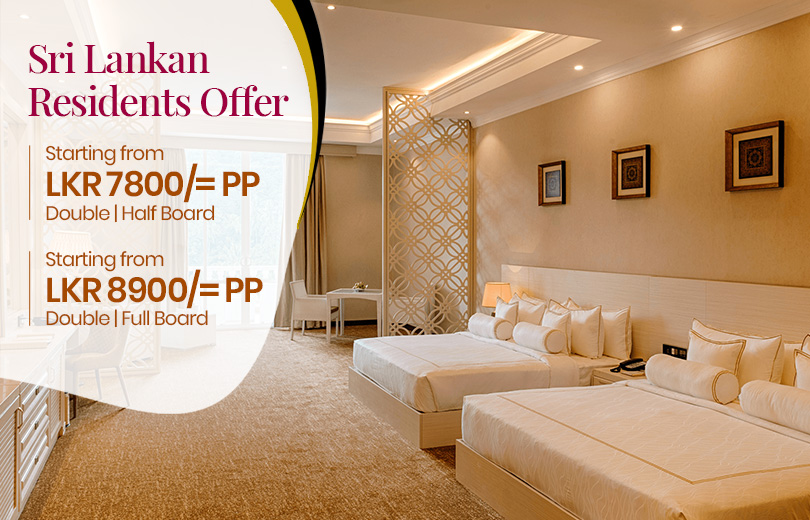 Sri Lankan
Residents Offer
Starting from
LKR 7800/= PP
Double | Half Board
Starting from
LKR 8900/= PP
Double | Full Board